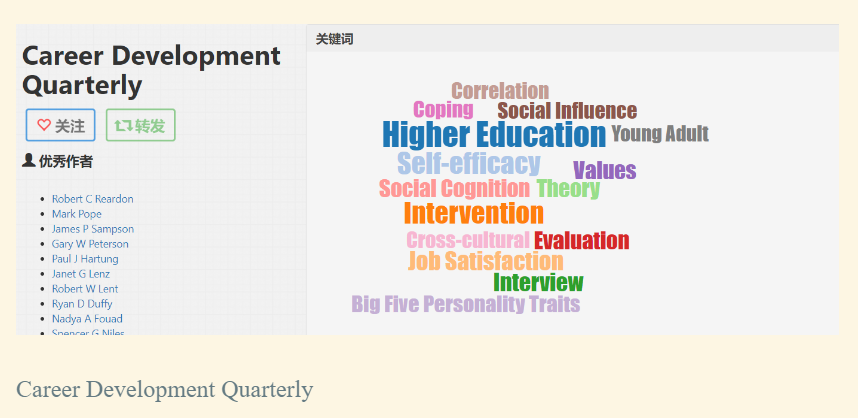 Career Development
Quarterly
关注 转发
优秀作者
Robert C Reardon
Mark Pope
James P Sampson
Gary W Peterson
Paul J Hartung
Janet G Lenz
Robert W Lent
Ryan D Duffy
Nadya A Fouad
Spencer G Niles
关键词
Correlation
Coping Social Influence
Higher Education Young Adult
Self-efficacy Values
Social Cognition Theory
Intervention
Cross-cultural Evaluation
Job Satisfaction
Interview
Big Five Personality Traits
Career Development Quarterly